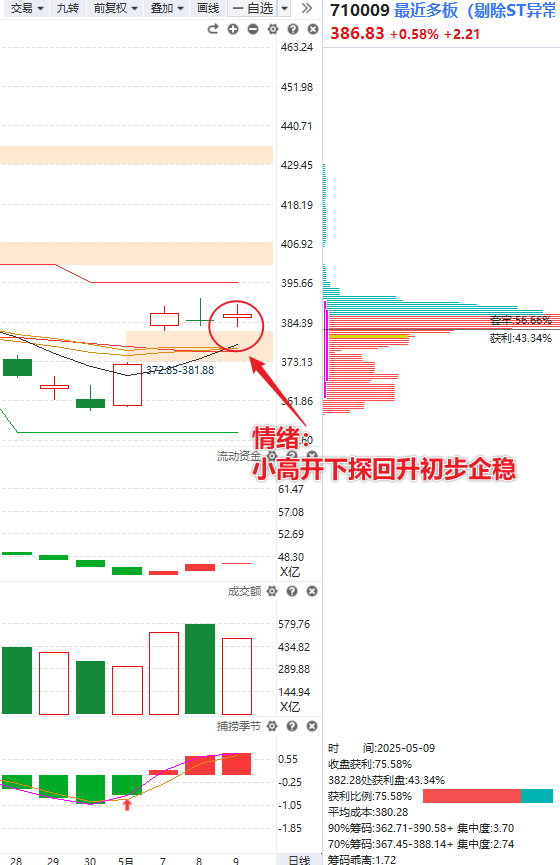 交易 九转 前复权 叠加 画线 一 自选
463.24
451.98
440.71
429.45
418.19
406.92
395.66
384.39
373.13
361.86
372.85-381.88
情绪：
小高开下探回升初步企稳
流动资金
61.47
57.08
52.69
48.30
X亿
成交额
579.76
434.82
289.88
144.94
X亿
捕捞季节
0.55
-0.25
-1.05
-1.85
28 29 30 5月 7 8 9 日线
710009 最近多板（剔除ST异常
386.83 +0.58% +2.21
套牢:56.66%
获利:43.34%
时 间:2025-05-09
收盘获利:75.58%
382.28处获利盘:43.34%
获利比例:75.58%
平均成本:380.28
90%筹码:362.71-390.58+ 集中度:3.70
70%筹码:367.45-388.14+ 集中度:2.74
筹码乖离:1.72